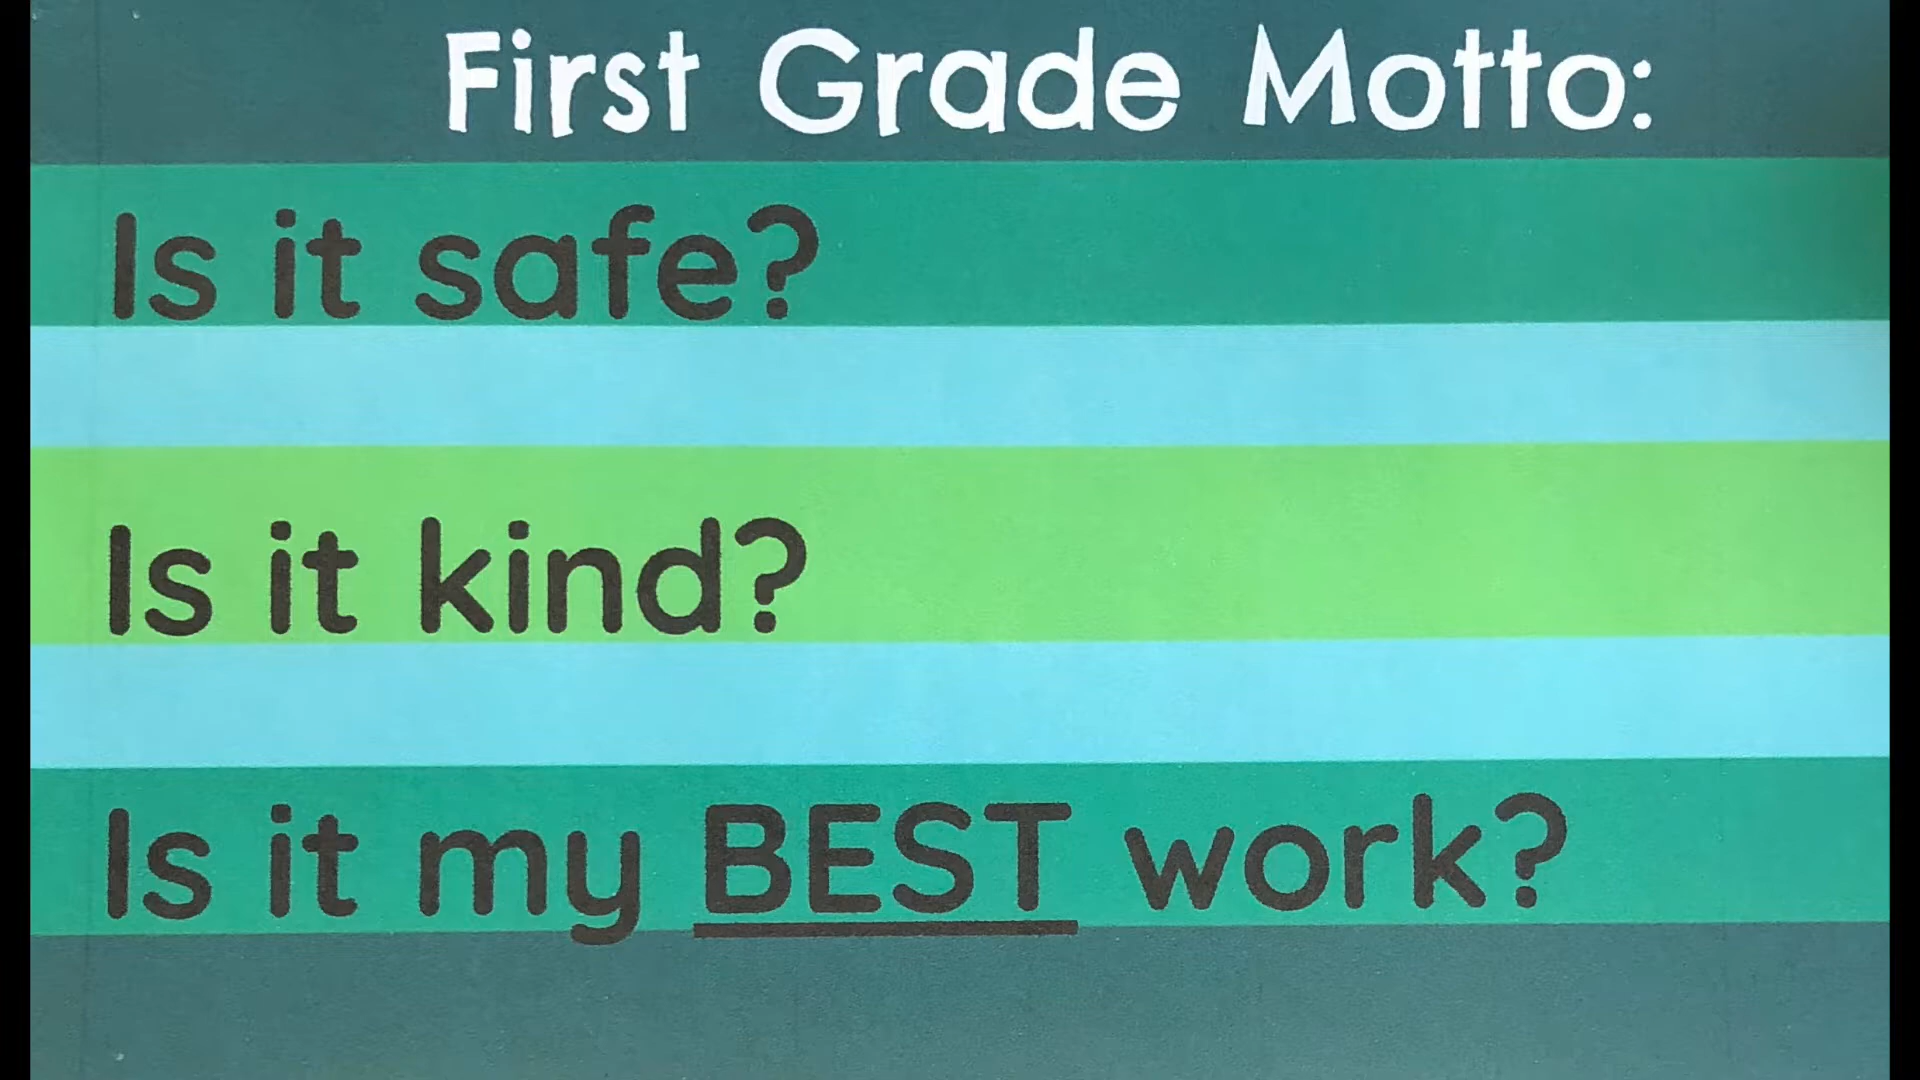 First Grade Motto:
Is it safe?
Is it kind?
Is it my BEST work?